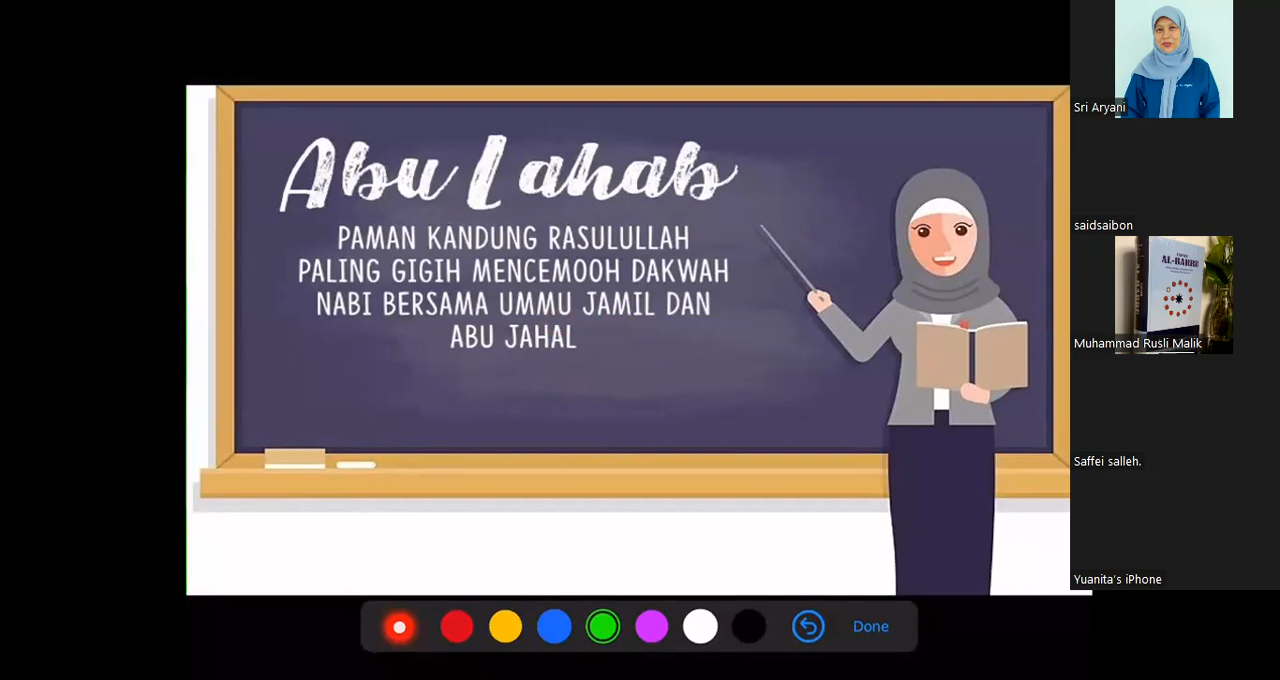 Abu Lahab
PAMAN KANDUNG RASULULLAH
PALING GIGIH MENCEMOOH DAKWAH
NABI BERSAMA UMMU JAMIL DAN
ABU JAHAL
Sri Aryani
saidsaibon
AL-BARRU
Muhammad Rusli Malik
Saffei salleh.
Yuanita's iPhone
Done